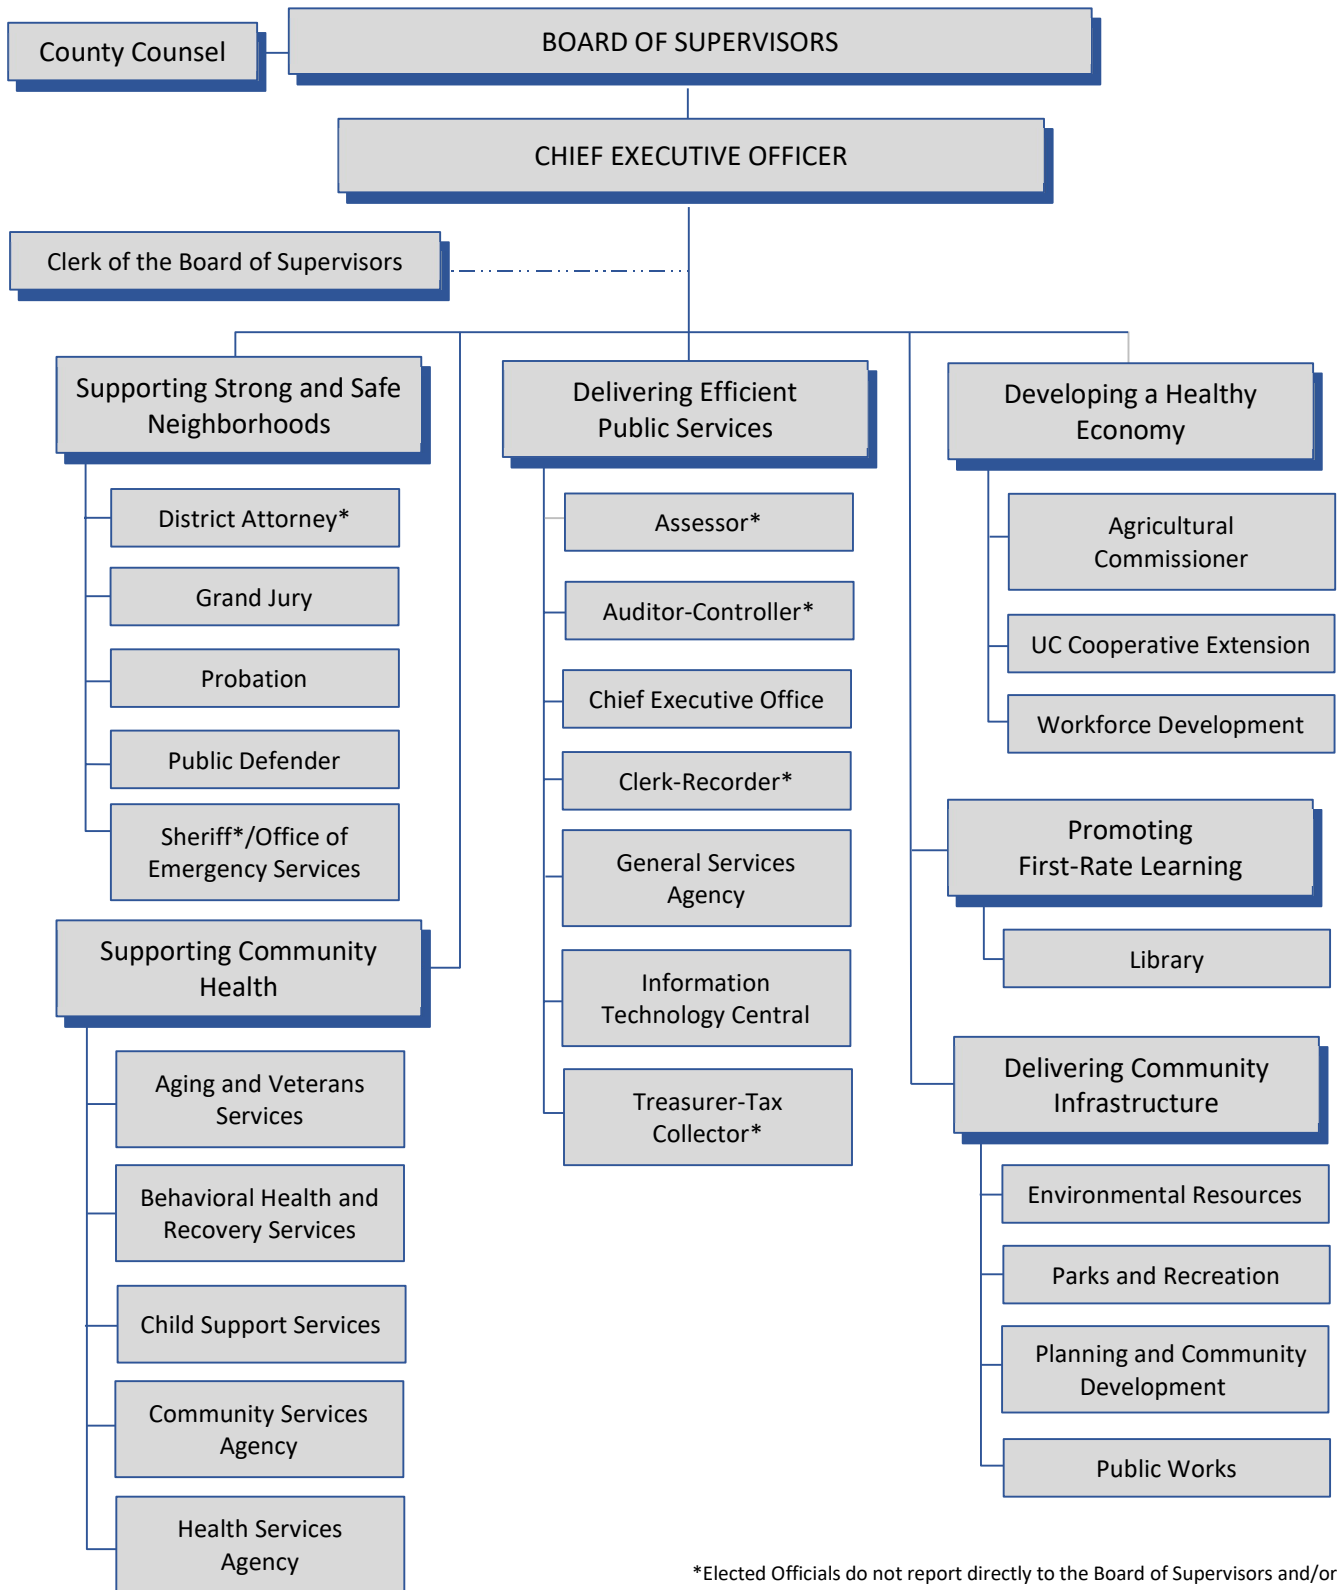 County Counsel
BOARD OF SUPERVISORS
CHIEF EXECUTIVE OFFICER
Clerk of the Board of Supervisors
Supporting Strong and Safe
Neighborhoods
District Attorney*
Grand Jury
Probation
Public Defender
Sheriff*/Office of
Emergency Services
Supporting Community
Health
Aging and Veterans
Services
Behavioral Health and
Recovery Services
Child Support Services
Community Services
Agency
Health Services
Agency
Delivering Efficient
Public Services
Assessor*
Auditor-Controller*
Chief Executive Office
Clerk-Recorder*
General Services
Agency
Information
Technology Central
Treasurer-Tax
Collector*
Developing a Healthy
Economy
Agricultural
Commissioner
UC Cooperative Extension
Workforce Development
Promoting
First-Rate Learning
Library
Delivering Community
Infrastructure
Environmental Resources
Parks and Recreation
Planning and Community
Development
Public Works
*Elected Officials do not report directly to the Board of Supervisors and/or